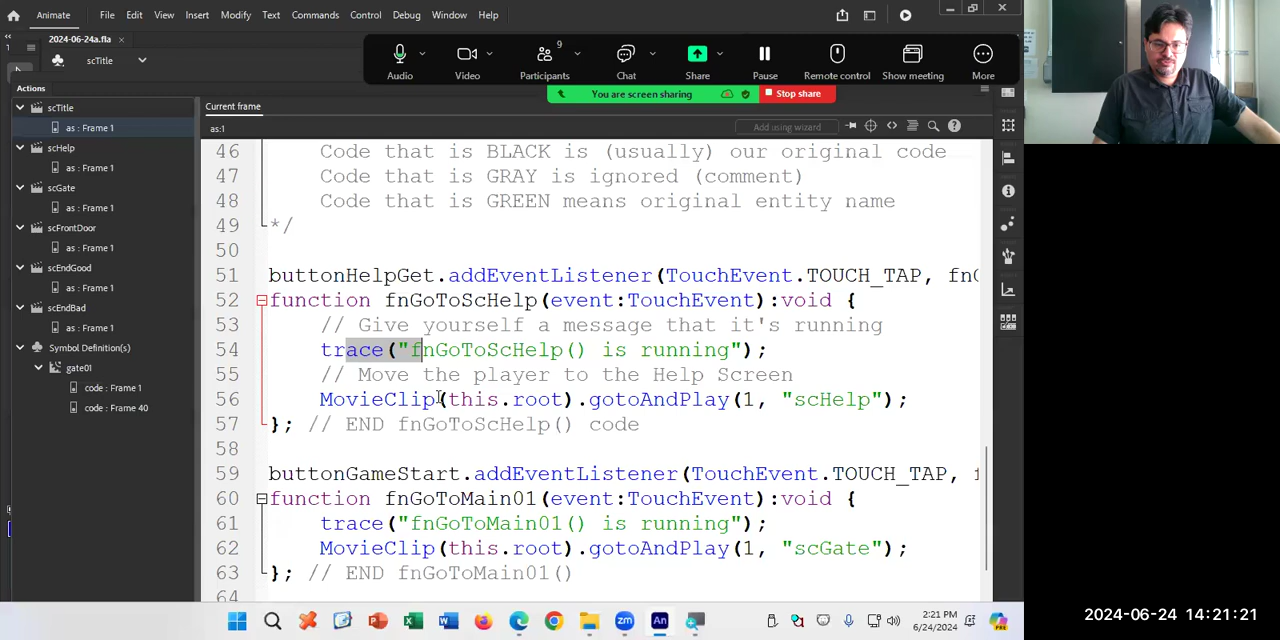 Animate File Edit View Insert Modify Text Commands Control Debug Window Help
2024-06-24a.fla
scTitle
9
Audio Video Participants Chat Share Pause Remote control Show meeting More
You are screen sharing Stop share
Actions
scTitle
as : Frame 1
scHelp
as : Frame 1
scGate
as : Frame 1
scFrontDoor
as : Frame 1
scEndGood
as : Frame 1
scEndBad
as : Frame 1
Symbol Definition(s)
gate01
code : Frame 1
code : Frame 40
Current frame
as:1
Add using wizard
46 Code that is BLACK is (usually) our original code
47 Code that is GRAY is ignored (comment)
48 Code that is GREEN means original entity name
49 */
50
51 buttonHelpGet.addEventListener(TouchEvent.TOUCH_TAP, fnG
52 function fnGoToScHelp(event:TouchEvent):void {
53 // Give yourself a message that it's running
54 trace("fnGoToScHelp() is running");
55 // Move the player to the Help Screen
56 MovieClip(this.root).gotoAndPlay(1, "scHelp");
57 }; // END fnGoToScHelp() code
58
59 buttonGameStart.addEventListener(TouchEvent.TOUCH_TAP, f
60 function fnGoToMain01(event:TouchEvent):void {
61 trace("fnGoToMain01() is running");
62 MovieClip(this.root).gotoAndPlay(1, "scGate");
63 }; // END fnGoToMain01()
64
2:21 PM
6/24/2024
2024-06-24 14:21:21